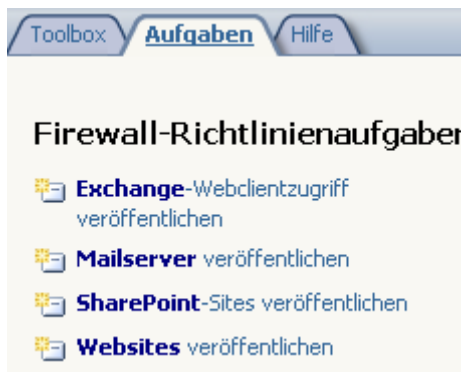 Toolbox Aufgaben Hilfe
Firewall-Richtlinienaufgaben
Exchange-Webclientzugriff
veröffentlichen
Mailserver veröffentlichen
SharePoint-Sites veröffentlichen
Websites veröffentlichen